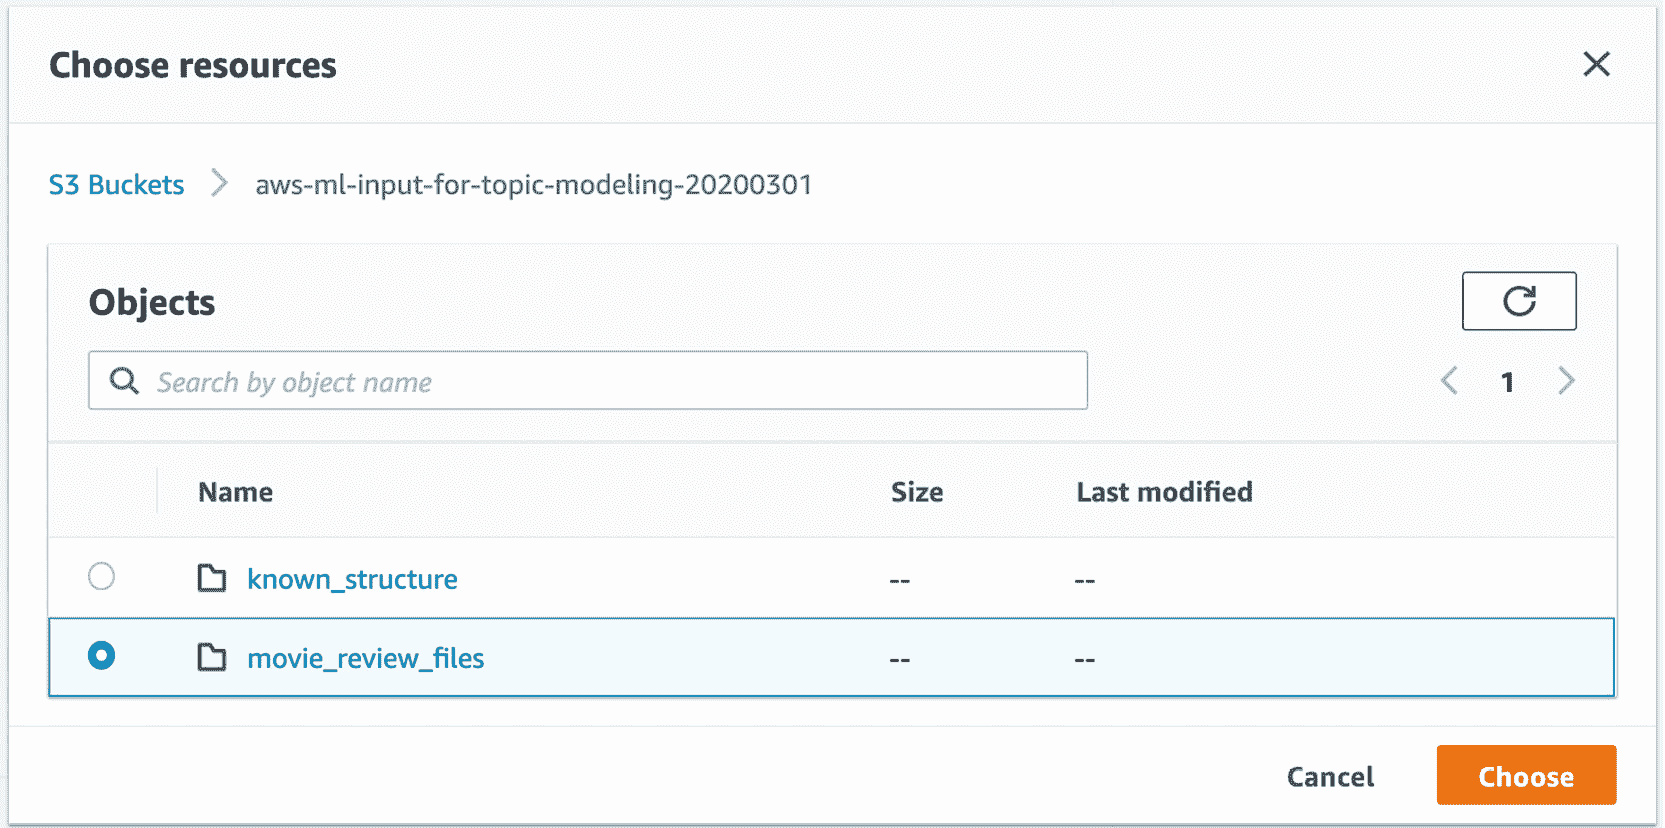 Choose resources
S3 Buckets aws-ml-input-for-topic-modeling-20200301
Objects
Search by object name
1
Name Size Last modified
known_structure -- --
movie_review_files -- --
Cancel Choose